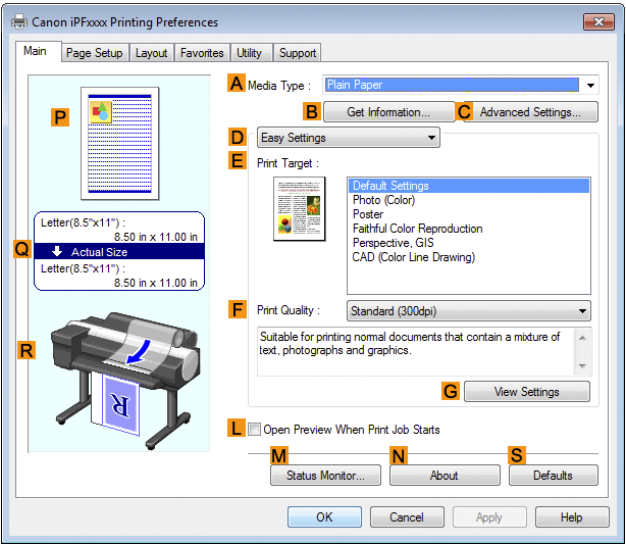 Canon iPFxxxx Printing Preferences
Main Page Setup Layout Favorites Utility Support
A Media Type : Plain Paper
B Get Information... C Advanced Settings...
D Easy Settings
E Print Target :
Default Settings
Photo (Color)
Poster
Faithful Color Reproduction
Perspective, GIS
CAD (Color Line Drawing)
F Print Quality : Standard (300dpi)
Suitable for printing normal documents that contain a mixture of
text, photographs and graphics.
G View Settings
L Open Preview When Print Job Starts
M Status Monitor... N About S Defaults
P
Letter(8.5"x11") :
8.50 in x 11.00 in
Q Actual Size
Letter(8.5"x11") :
8.50 in x 11.00 in
R
R
OK Cancel Apply Help